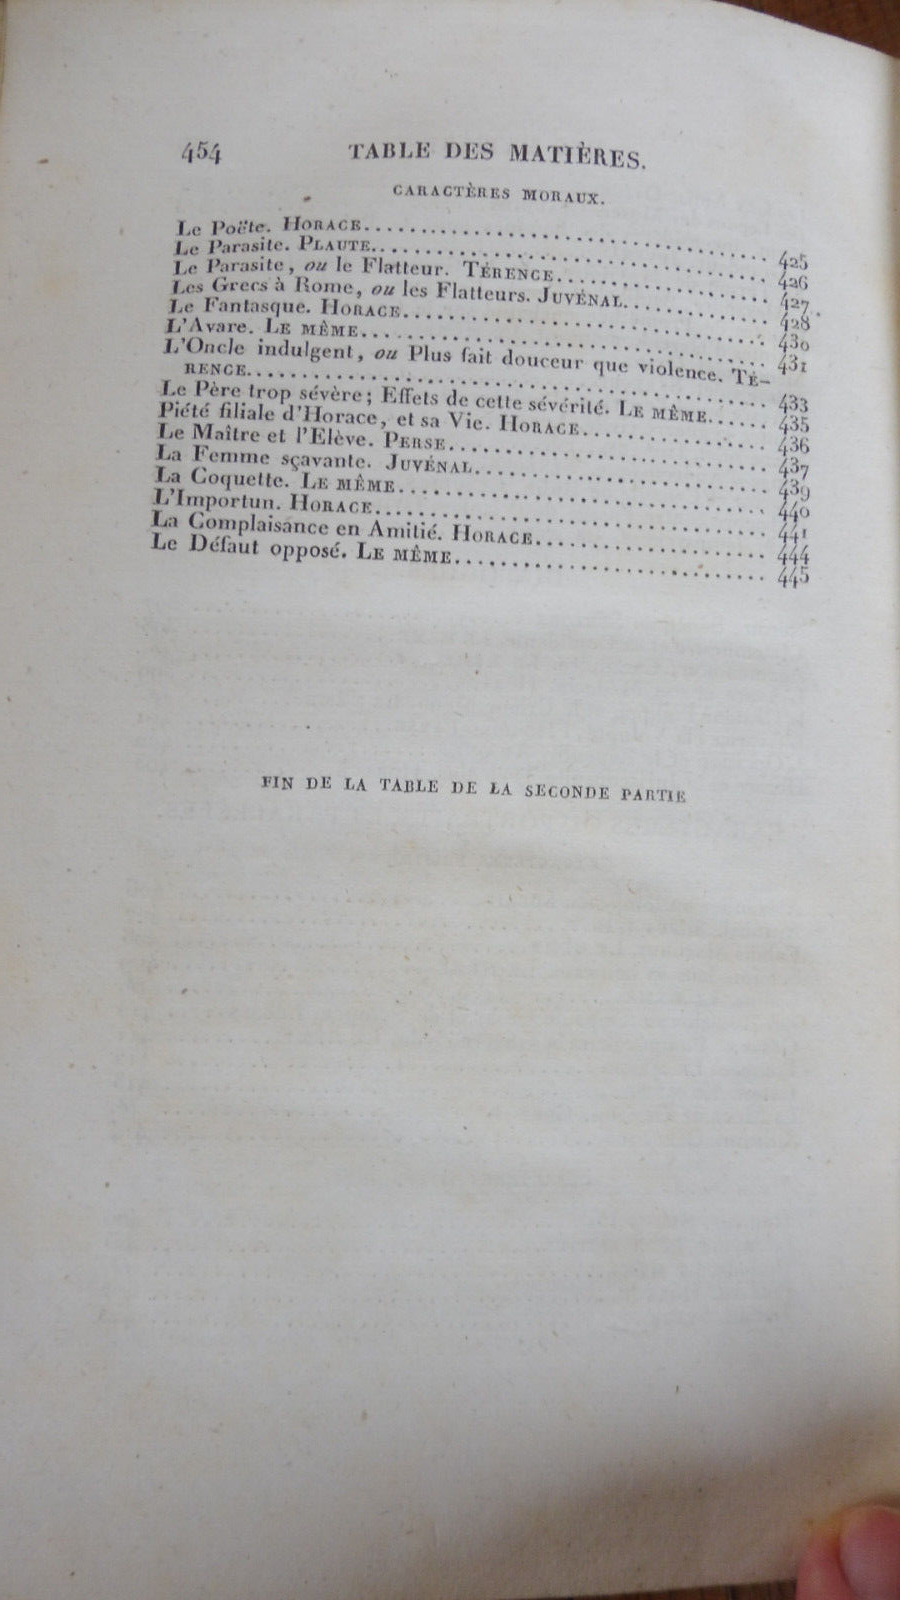 454 TABLE DES MATIÈRES.
CARACTÈRES MORAUX.
Le Poëte. HORACE........ 425
Le Parasite. PLAUTE........ 426
Le Parasite, ou le Flatteur. TÉRENCE........ 427
Les Grecs à Rome, ou les Flatteurs. JUVÉNAL........ 428
Le Fantasque. HORACE........ 430
L'Avare. LE MÊME........ 431
L'Oncle indulgent, ou Plus fait douceur que violence. TÉ-
RENCE........ 433
Le Père trop sévère; Effets de cette sévérité. LE MÊME...... 435
Piété filiale d'Horace, et sa Vie. HORACE........ 436
Le Maître et l'Elève. PERSE........ 437
La Femme sçavante. JUVÉNAL........ 439
La Coquette. LE MÊME........ 440
L'Importun. HORACE........ 441
La Complaisance en Amitié. HORACE........ 444
Le Défaut opposé. LE MÊME........ 445
FIN DE LA TABLE DE LA SECONDE PARTIE